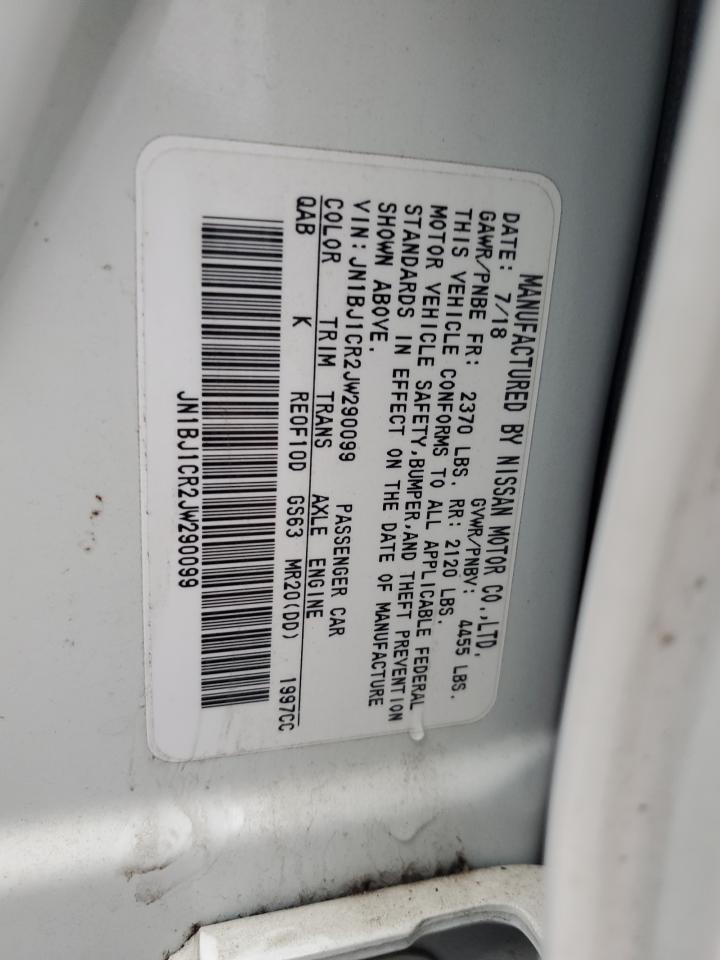 MANUFACTURED BY NISSAN MOTOR CO.,LTD.
DATE: 7/18 GVWR/PNBV: 4455 LBS.
GAWR/PNBE FR: 2370 LBS. RR: 2120 LBS.
THIS VEHICLE CONFORMS TO ALL APPLICABLE FEDERAL
MOTOR VEHICLE SAFETY,BUMPER,AND THEFT PREVENTION
STANDARDS IN EFFECT ON THE DATE OF MANUFACTURE
SHOWN ABOVE.
VIN: JN1BJ1CR2JW290099 PASSENGER CAR
COLOR TRIM TRANS AXLE ENGINE
QAB K RE0F10D GS63 MR20(DD) 1997CC
JN1BJ1CR2JW290099